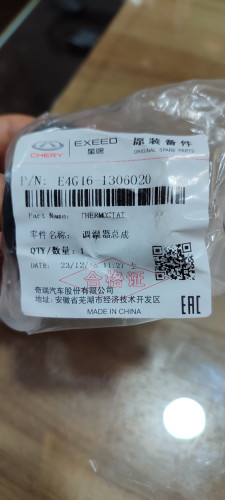 CHERY EXEED 星途 原装备件
ORIGINAL SPARE PARTS
P/N: E4G16-1306020
Part Name: THERMOSTAT
零件名称: 调温器总成
QTY/数量: 1
DATE: 23/12/
合格证
奇瑞汽车股份有限公司
地址: 安徽省芜湖市经济技术开发区
MADE IN CHINA
EAC